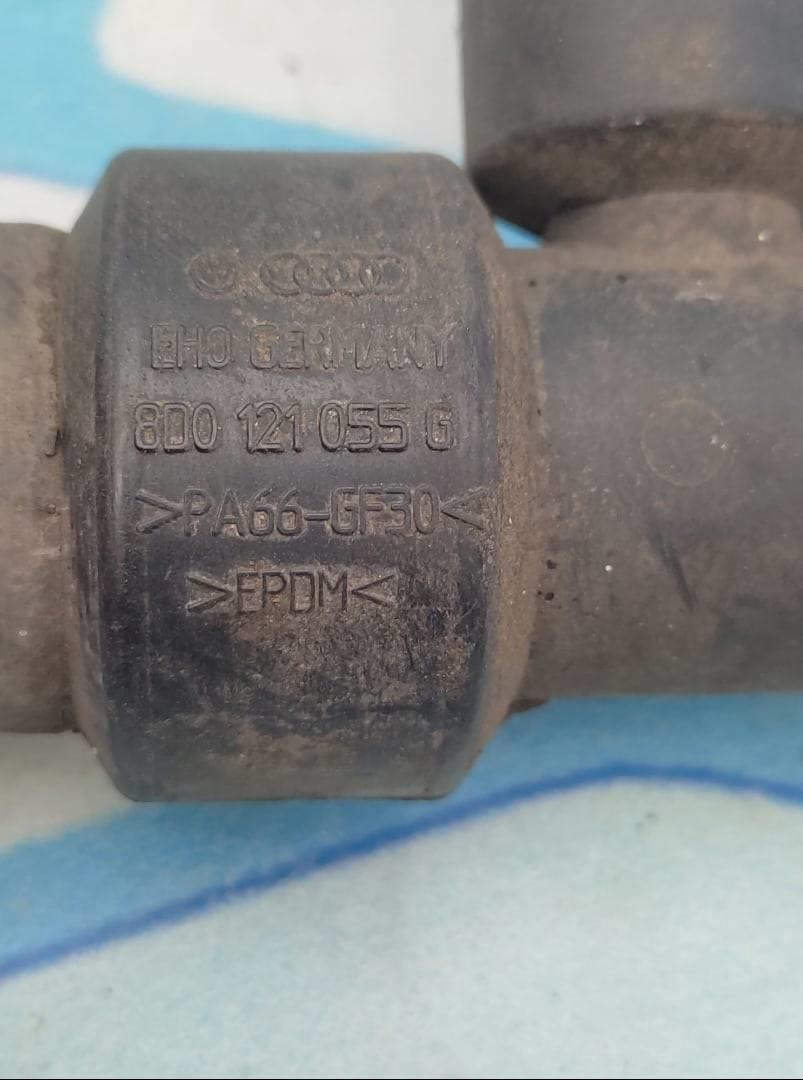 EHO GERMANY
8D0 121 055 G
>PA66-GF30<
>EPDM<